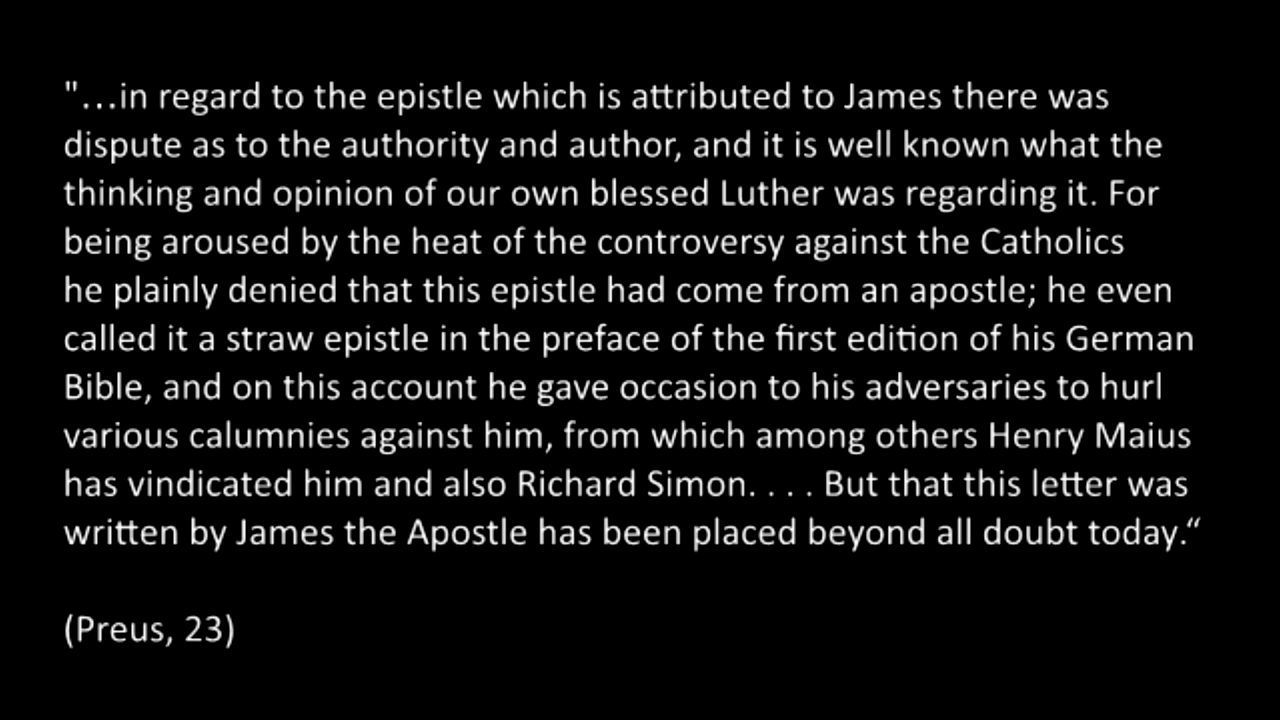 "…in regard to the epistle which is attributed to James there was
dispute as to the authority and author, and it is well known what the
thinking and opinion of our own blessed Luther was regarding it. For
being aroused by the heat of the controversy against the Catholics
he plainly denied that this epistle had come from an apostle; he even
called it a straw epistle in the preface of the first edition of his German
Bible, and on this account he gave occasion to his adversaries to hurl
various calumnies against him, from which among others Henry Maius
has vindicated him and also Richard Simon. . . . But that this letter was
written by James the Apostle has been placed beyond all doubt today.“
(Preus, 23)